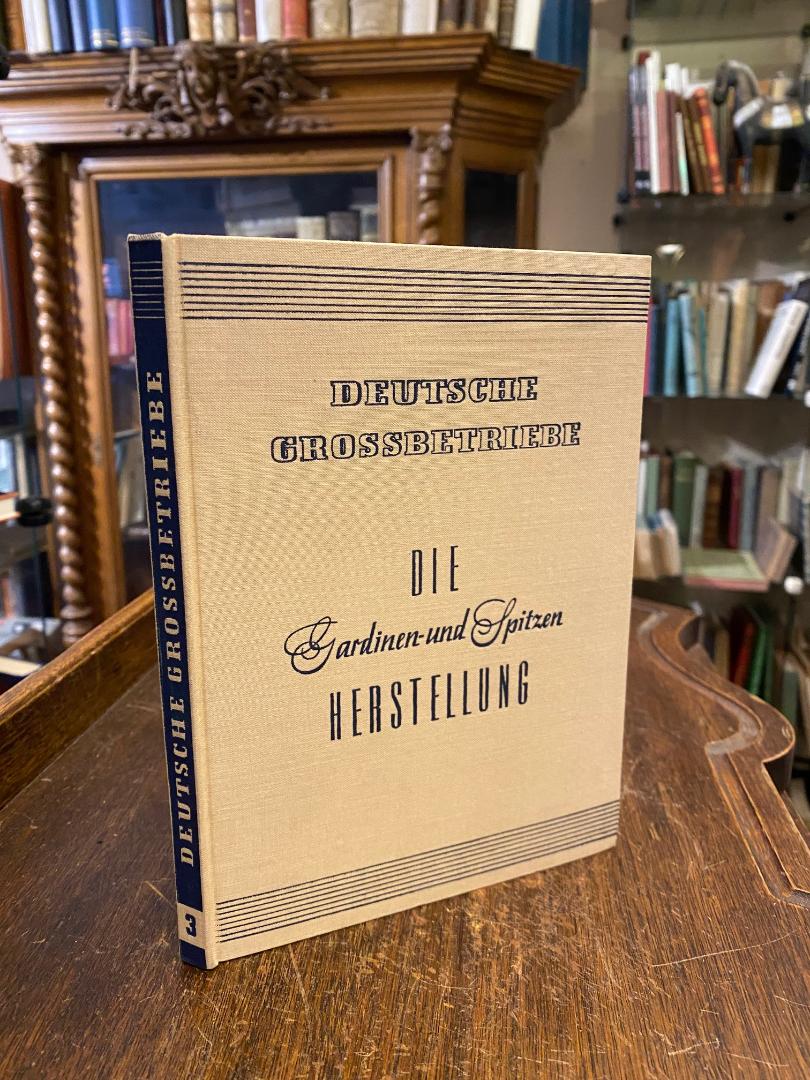 DEUTSCHE
GROSSBETRIEBE
DIE
Gardinen- und Spitzen
HERSTELLUNG
DEUTSCHE GROSSBETRIEBE
3